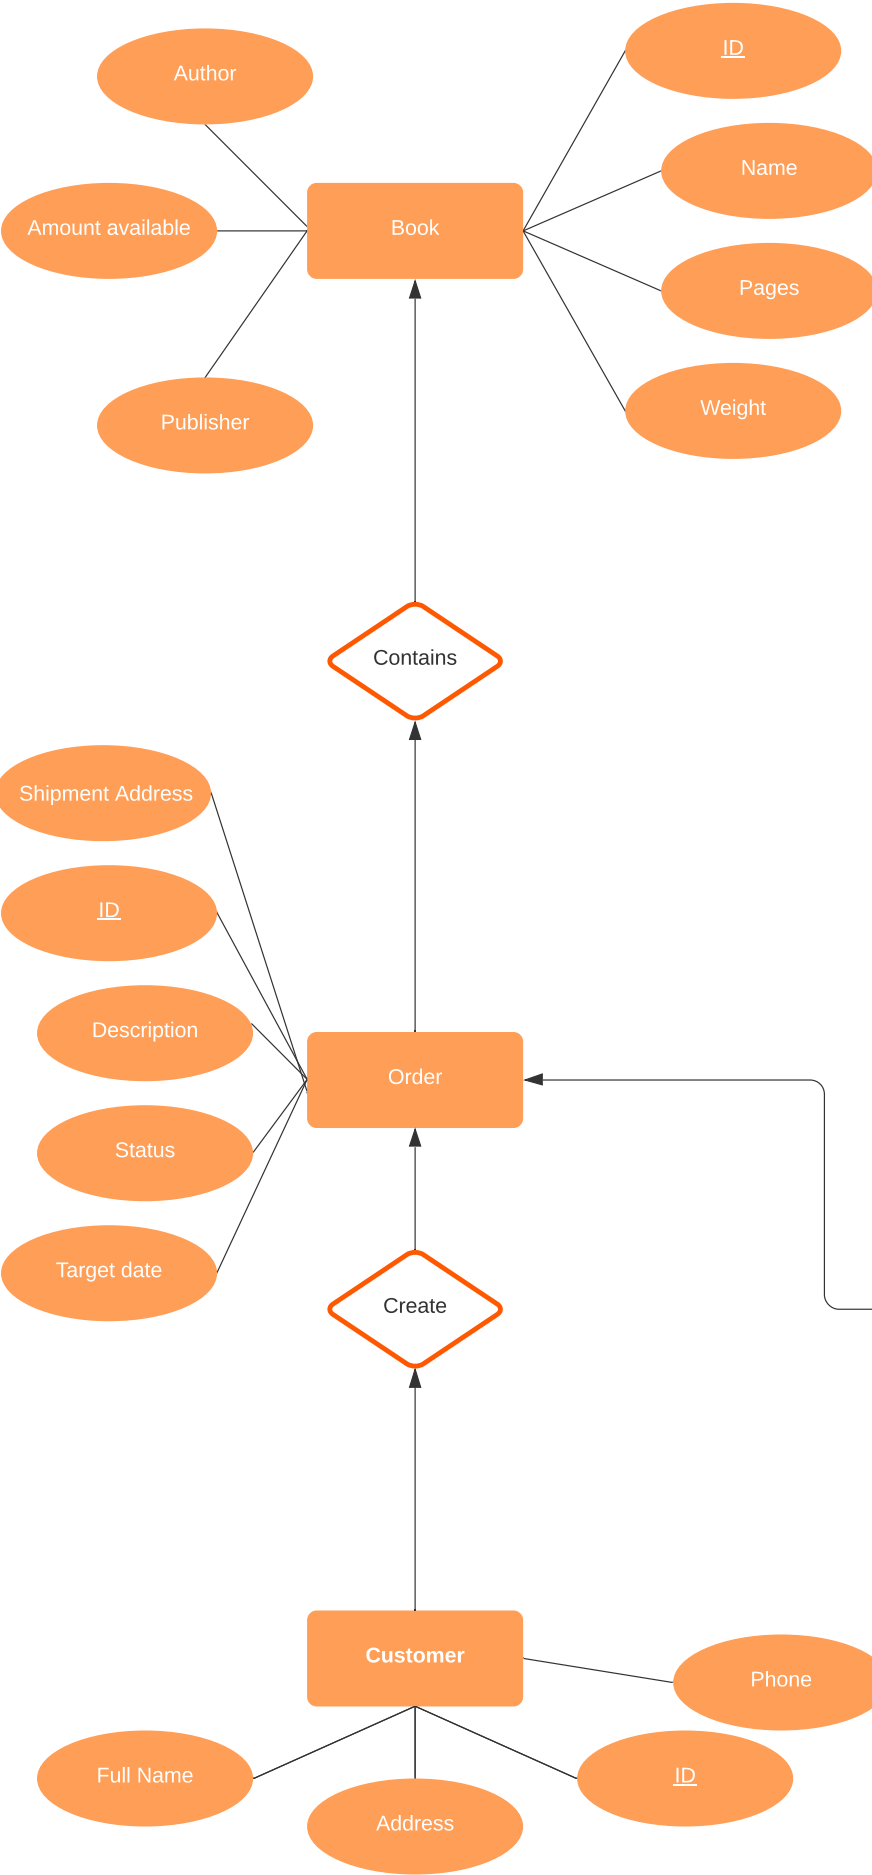 ID
Author
Name
Amount available
Book
Pages
Weight
Publisher
Contains
Shipment Address
ID
Description
Order
Status
Target date
Create
Customer
Phone
Full Name
ID
Address